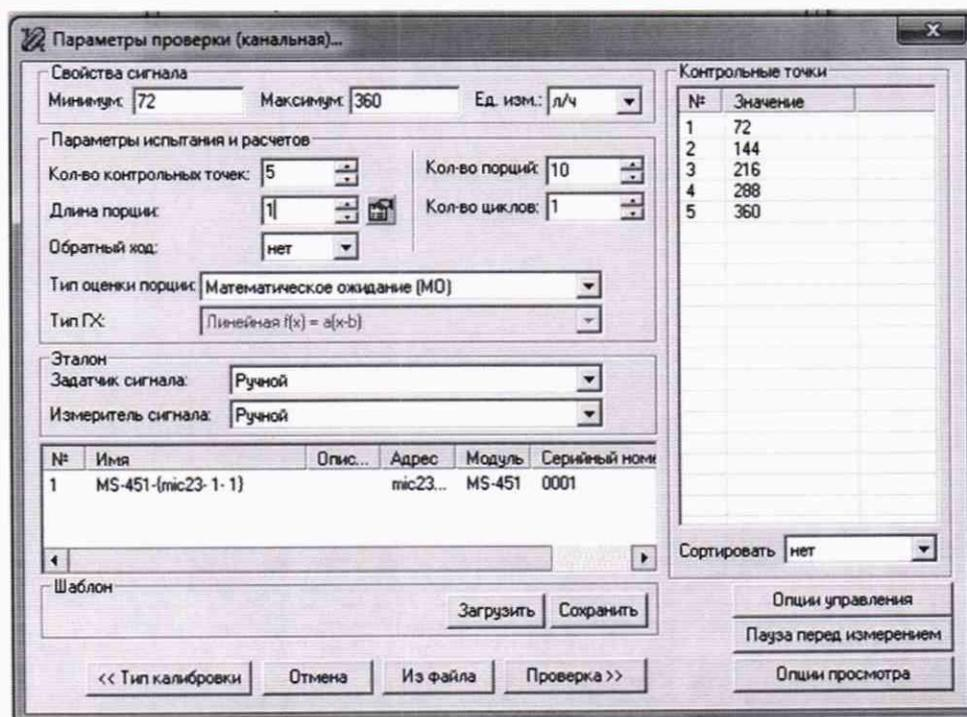 Параметры проверки (канальная)...
Свойства сигнала
Минимум: 72 Максимум: 360 Ед. изм.: л/ч
Параметры испытания и расчетов
Кол-во контрольных точек: 5 Кол-во порций: 10
Длина порции: 1 Кол-во циклов: 1
Обратный ход: нет
Тип оценки порции: Математическое ожидание (МО)
Тип ГХ: Линейная f(x) = a(x-b)
Эталон
Задатчик сигнала: Ручной
Измеритель сигнала: Ручной
№ Имя Опис... Адрес Модуль Серийный номе
1 MS-451-{mic23- 1- 1} mic23... MS-451 0001
Шаблон
Загрузить Сохранить
<< Тип калибровки Отмена Из файла Проверка >>
Контрольные точки
№ Значение
1 72
2 144
3 216
4 288
5 360
Сортировать нет
Опции управления
Пауза перед измерением
Опции просмотра